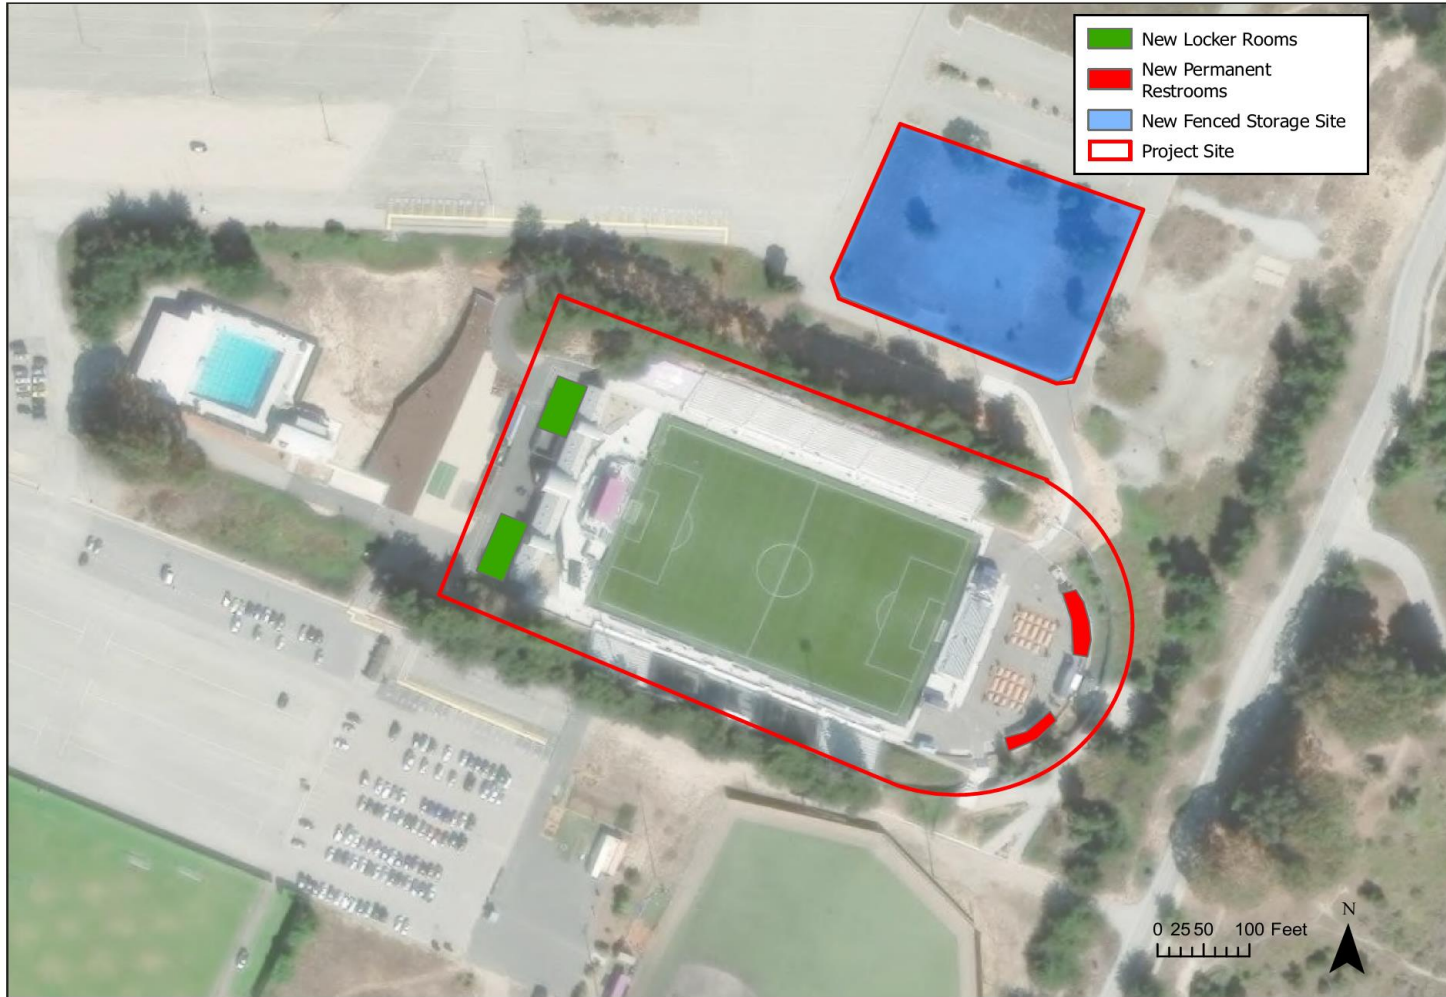 New Locker Rooms
New Permanent
Restrooms
New Fenced Storage Site
Project Site
N
0 25 50 100 Feet